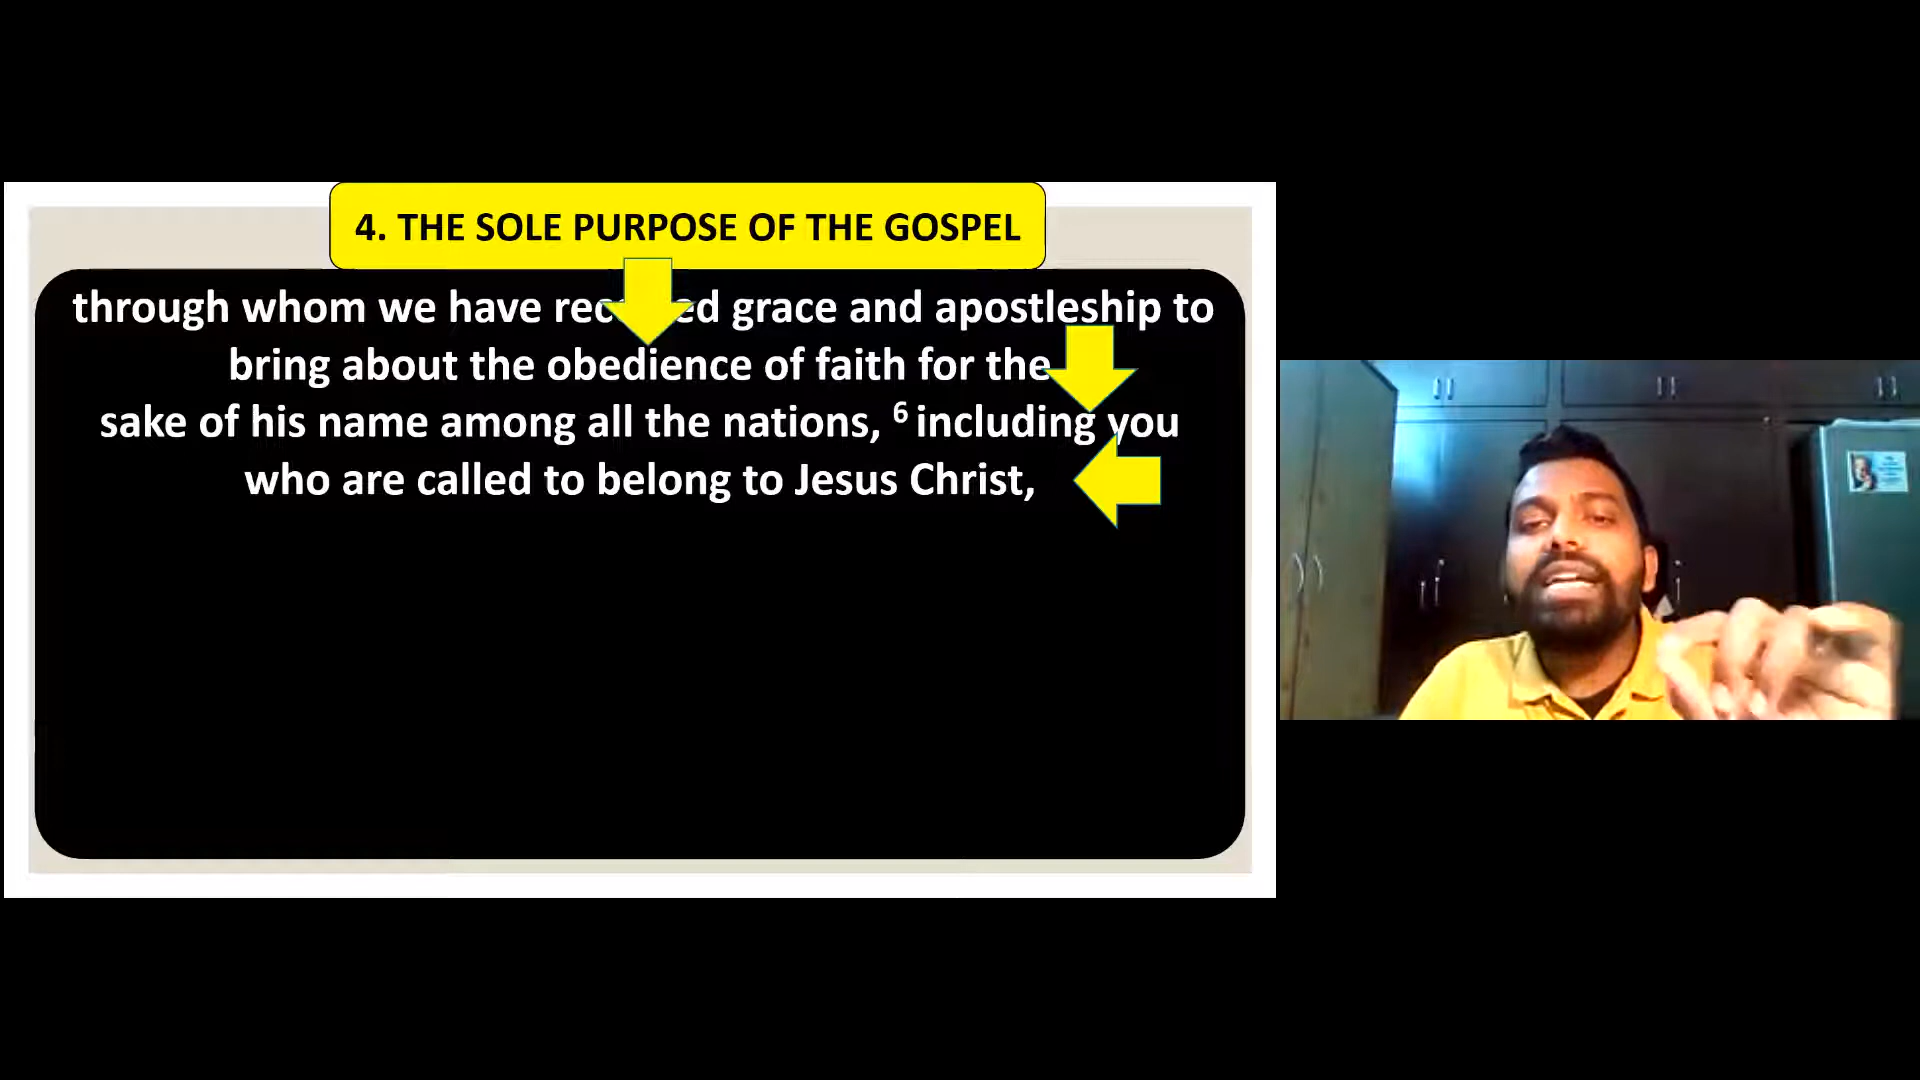 4. THE SOLE PURPOSE OF THE GOSPEL
through whom we have grace and apostleship to
bring about the obedience of faith for the
sake of his name among all the nations, 6 including you
who are called to belong to Jesus Christ,